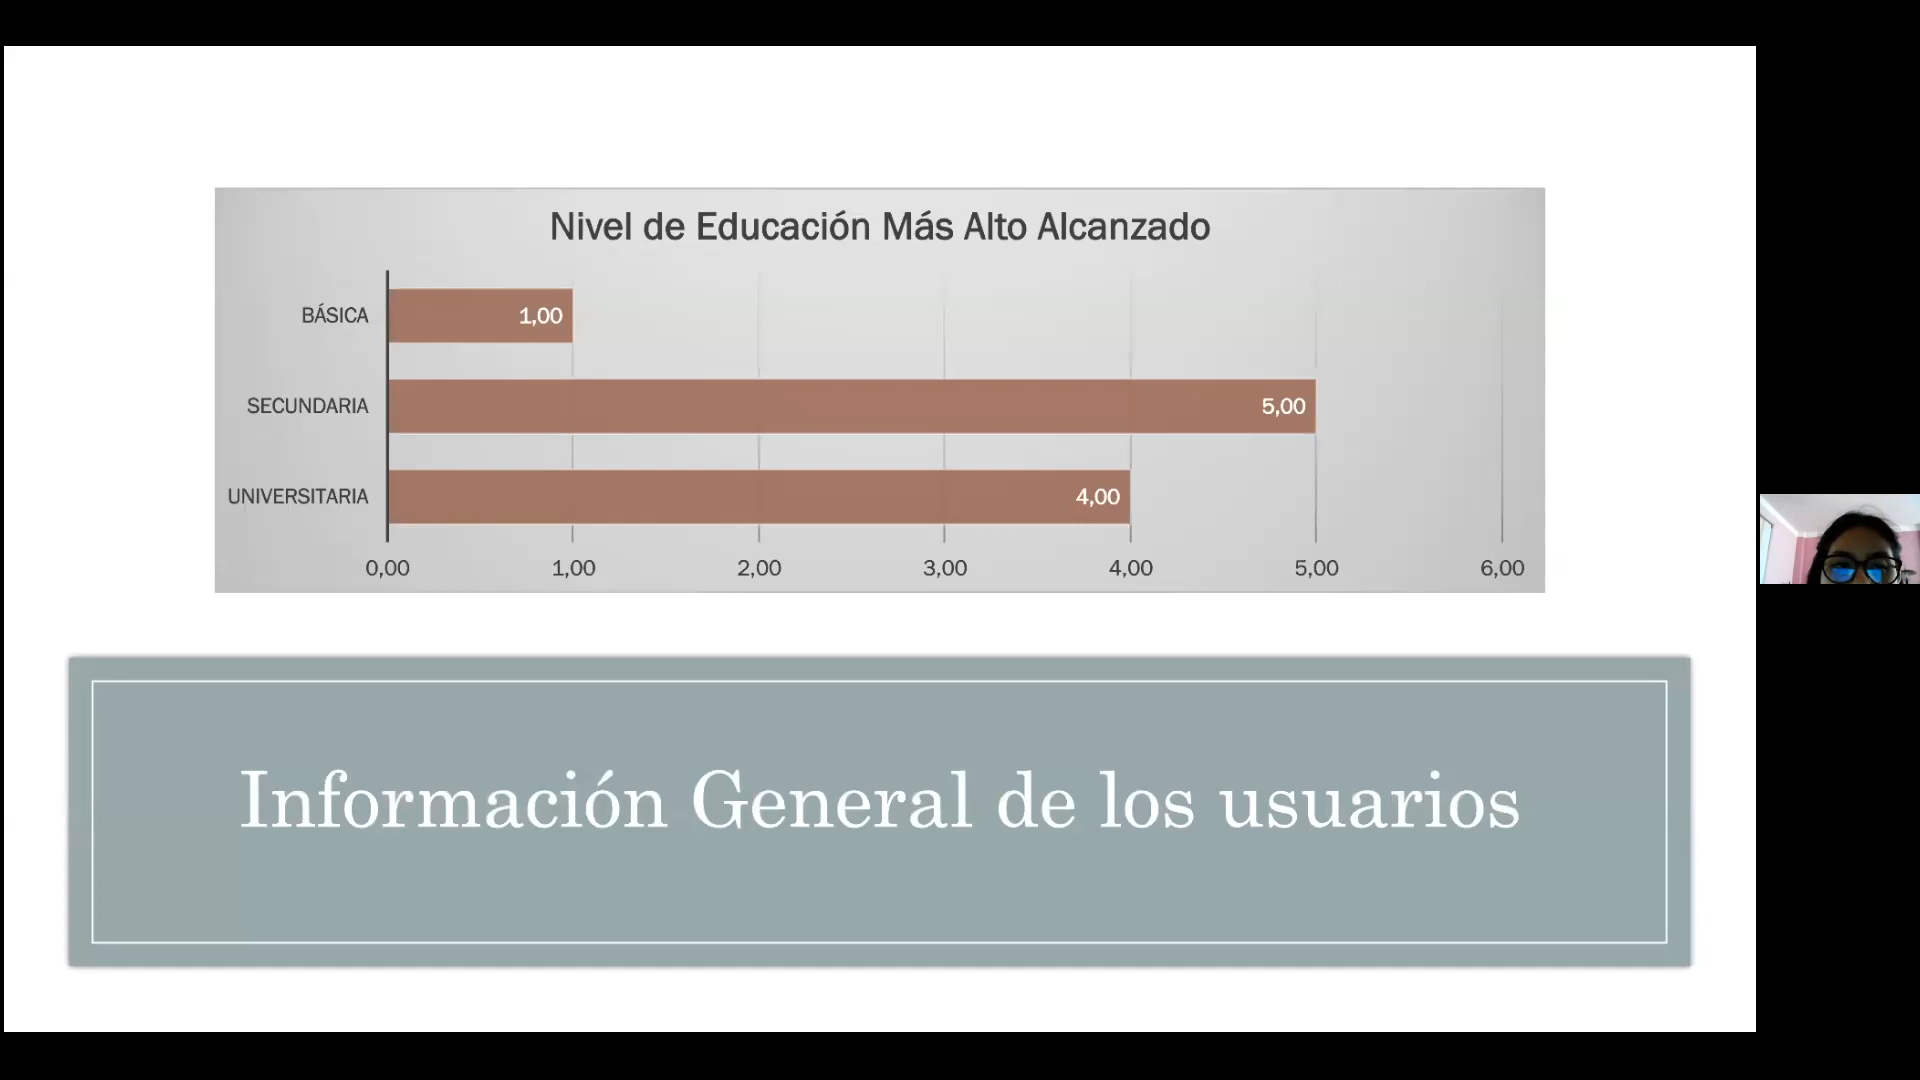 Nivel de Educación Más Alto Alcanzado
BÁSICA
1,00
SECUNDARIA
5,00
UNIVERSITARIA
4,00
0,00 1,00 2,00 3,00 4,00 5,00 6,00
Información General de los usuarios